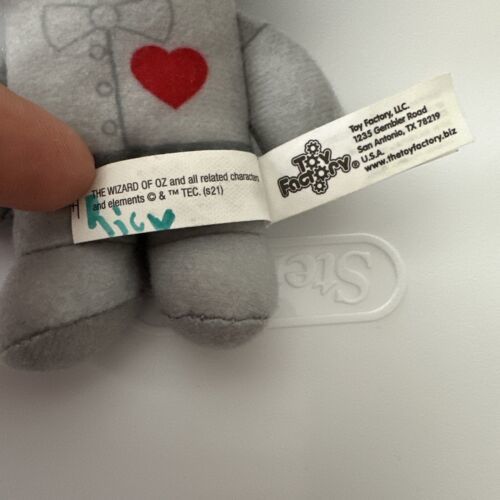 THE WIZARD OF OZ and all related characters
and elements © & ™ TEC. (s21)
Toy
Factory
Toy Factory, LLC.
1235 Gembler Road
San Antonio, TX 78219
U.S.A.
www.thetoyfactory.biz
Ste